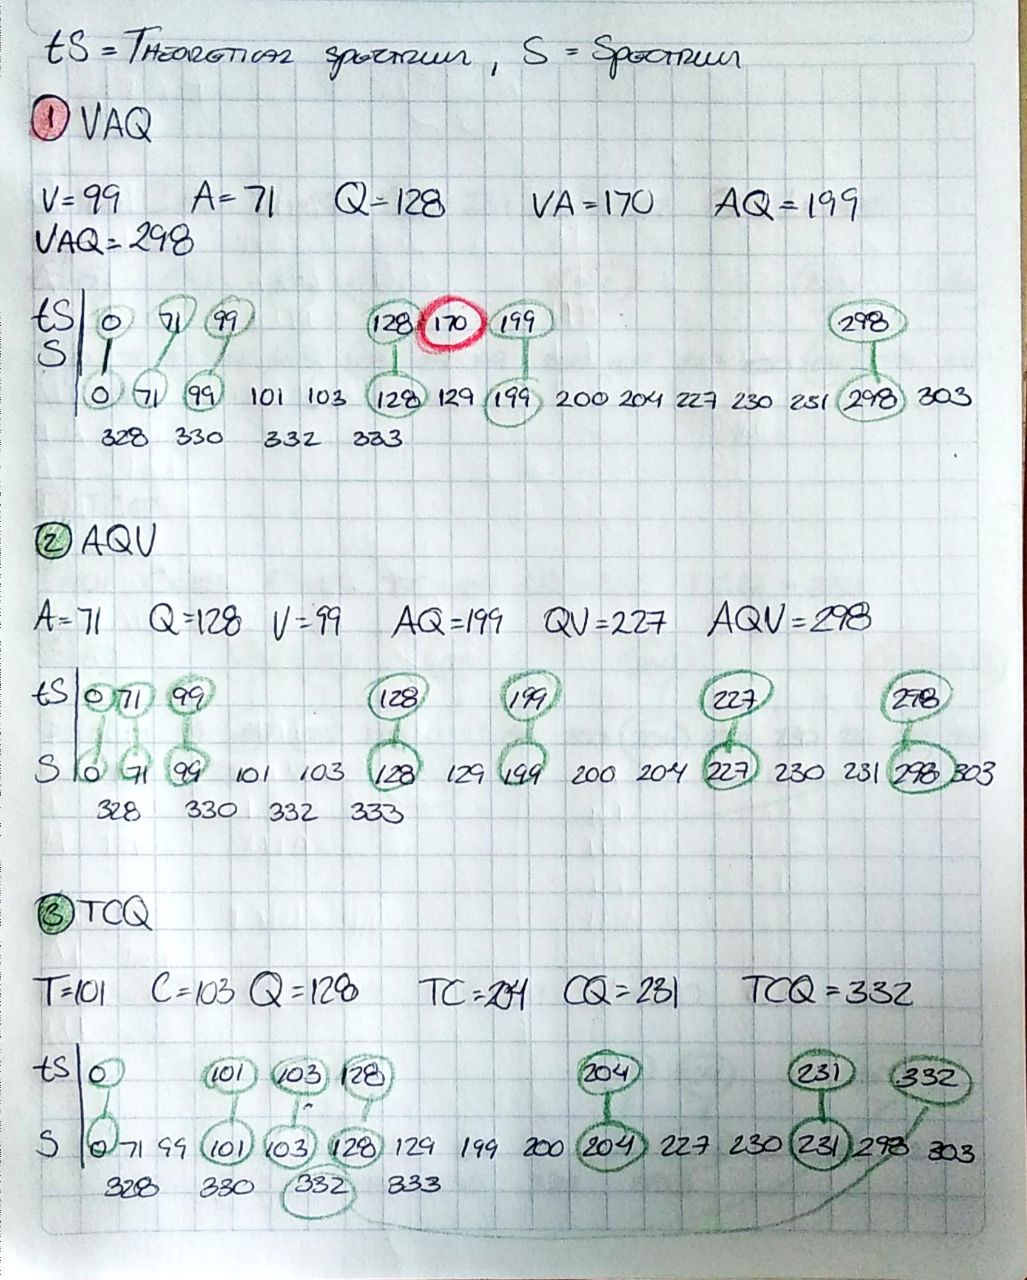 tS = Theoretical spectrum, S = Spectrum
1 VAQ
V=99 A=71 Q=128 VA=170 AQ=199
VAQ=298
tS 0 71 99 128 170 199 298
S
0 71 99 101 103 128 129 199 200 204 227 230 231 298 303
328 330 332 333
2 AQV
A=71 Q=128 V=99 AQ=199 QV=227 AQV=298
tS 0 71 99 128 199 227 298
S 0 71 99 101 103 128 129 199 200 204 227 230 231 298 303
328 330 332 333
3 TCQ
T=101 C=103 Q=128 TC=204 CQ=231 TCQ=332
tS 0 101 103 128 204 231 332
S 0 71 99 101 103 128 129 199 200 204 227 230 231 298 303
328 330 332 333